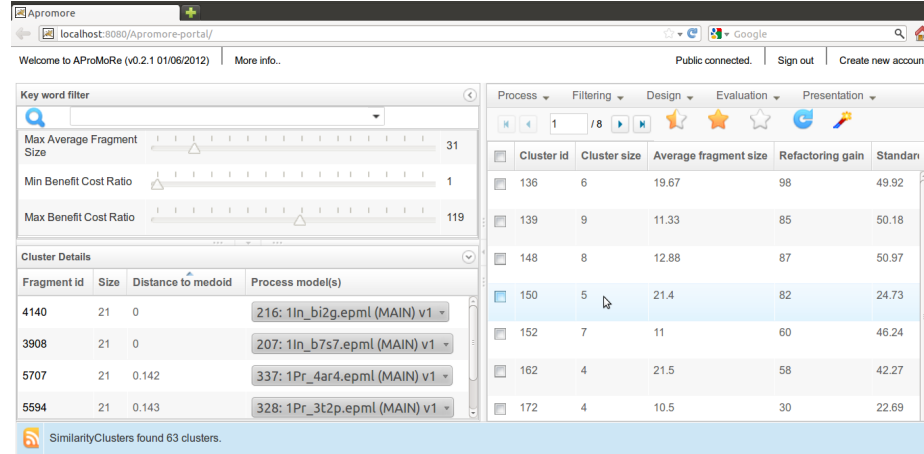 Apromore
localhost:8080/Apromore-portal/
Google
Welcome to AProMoRe (v0.2.1 01/06/2012) More info.. Public connected. Sign out Create new accoun
Key word filter
Max Average Fragment Size 31
Min Benefit Cost Ratio 1
Max Benefit Cost Ratio 119
Cluster Details
Fragment id Size Distance to medoid Process model(s)
4140 21 0 216: 1In_bi2g.epml (MAIN) v1
3908 21 0 207: 1In_b7s7.epml (MAIN) v1
5707 21 0.142 337: 1Pr_4ar4.epml (MAIN) v1
5594 21 0.143 328: 1Pr_3t2p.epml (MAIN) v1
Process Filtering Design Evaluation Presentation
1 /8
Cluster id Cluster size Average fragment size Refactoring gain Standar
136 6 19.67 98 49.92
139 9 11.33 85 50.18
148 8 12.88 87 50.97
150 5 21.4 82 24.73
152 7 11 60 46.24
162 4 21.5 58 42.27
172 4 10.5 30 22.69
SimilarityClusters found 63 clusters.